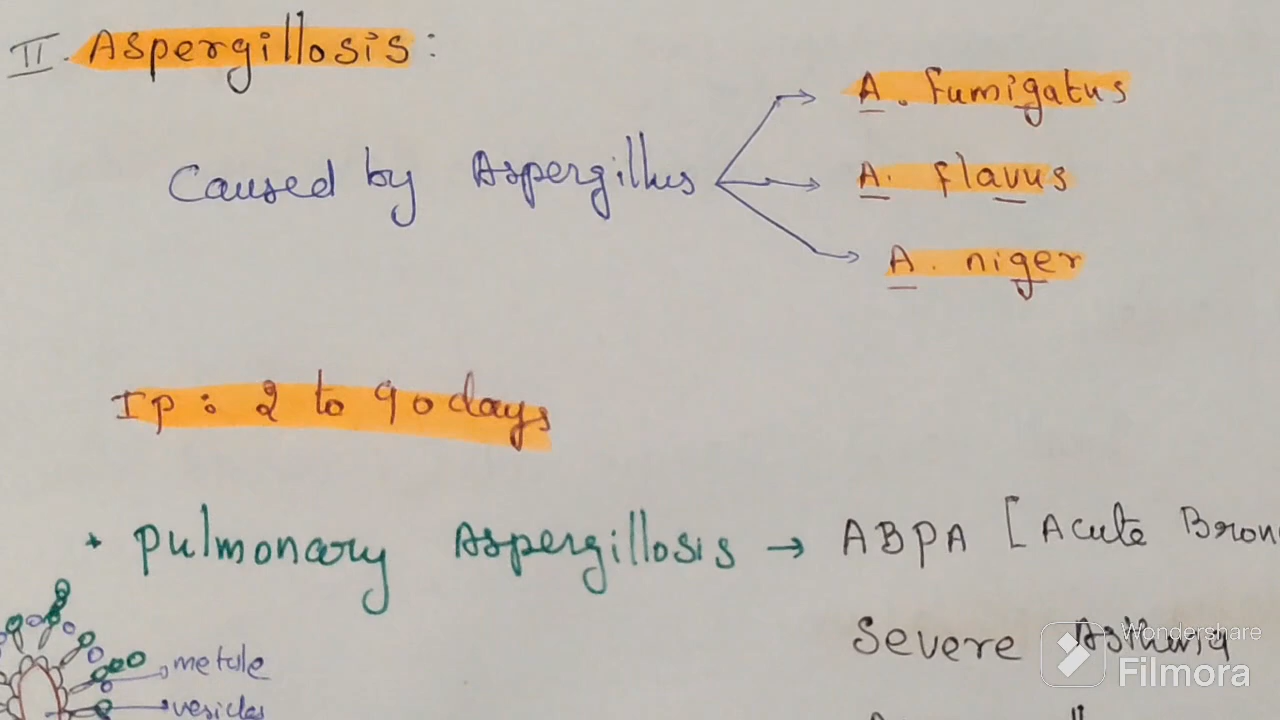 II. Aspergillosis:
Caused by Aspergillus
A. fumigatus
A. flavus
A. niger
IP: 2 to 90 days
Pulmonary Aspergillosis → ABPA [Acute Bron
Severe Asthma
metule
vesicles
Wondershare
Filmora